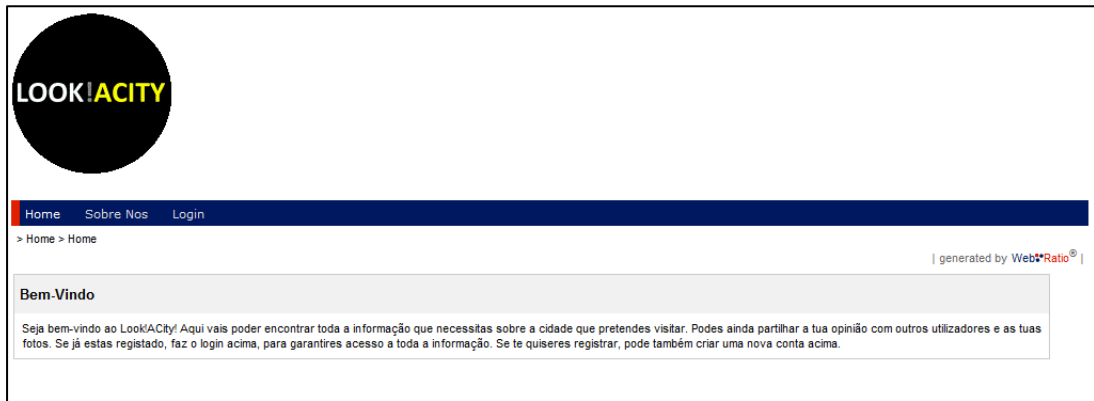 LOOK!ACITY
Home Sobre Nos Login
> Home > Home
| generated by WebRatio® |
Bem-Vindo
Seja bem-vindo ao Look!ACity! Aqui vais poder encontrar toda a informação que necessitas sobre a cidade que pretendes visitar. Podes ainda partilhar a tua opinião com outros utilizadores e as tuas
fotos. Se já estas registado, faz o login acima, para garantires acesso a toda a informação. Se te quiseres registrar, pode também criar uma nova conta acima.